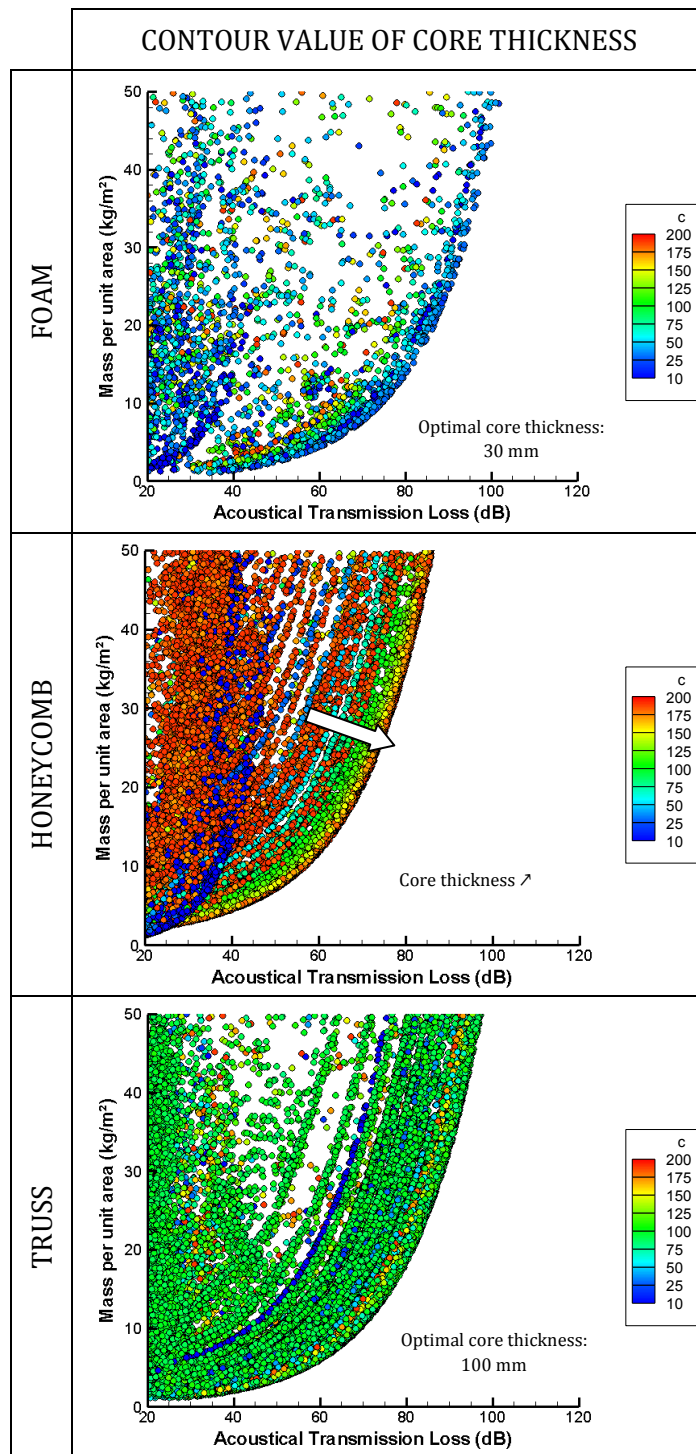 CONTOUR VALUE OF CORE THICKNESS
FOAM
Mass per unit area (kg/m²)
50
40
30
20
10
0
20 40 60 80 100 120
Acoustical Transmission Loss (dB)
Optimal core thickness:
30 mm
c
200
175
150
125
100
75
50
25
10
HONEYCOMB
Mass per unit area (kg/m²)
50
40
30
20
10
0
20 40 60 80 100 120
Acoustical Transmission Loss (dB)
Core thickness ↗
c
200
175
150
125
100
75
50
25
10
TRUSS
Mass per unit area (kg/m²)
50
40
30
20
10
0
20 40 60 80 100 120
Acoustical Transmission Loss (dB)
Optimal core thickness:
100 mm
c
200
175
150
125
100
75
50
25
10